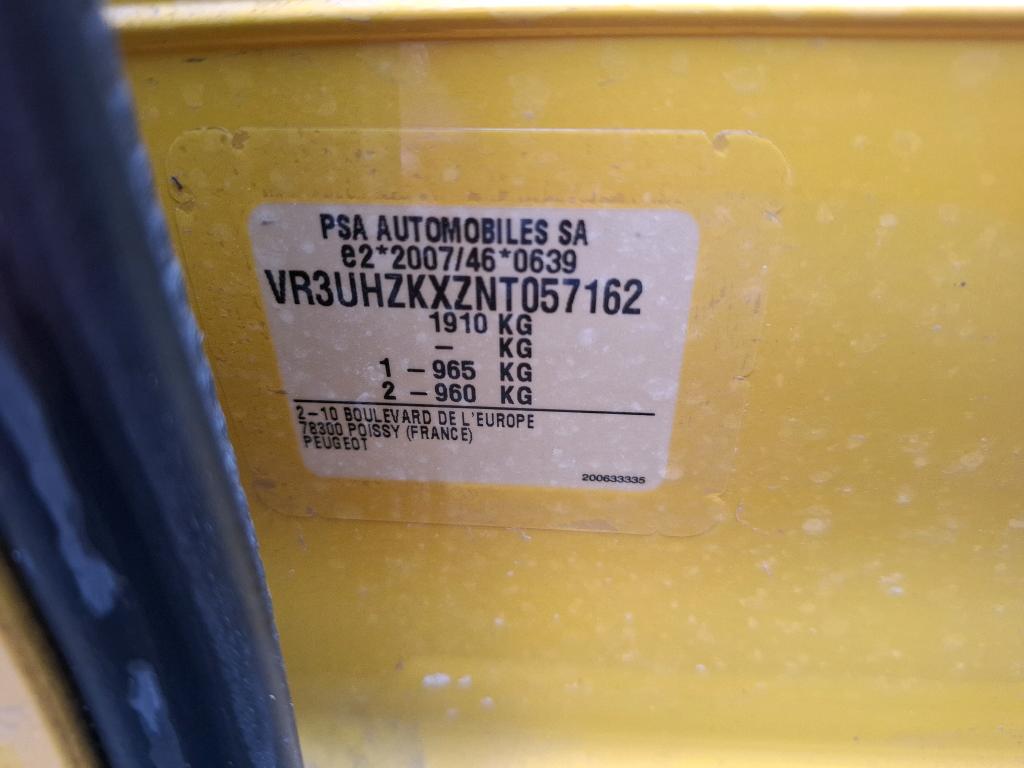 PSA AUTOMOBILES SA
e2*2007/46*0639
VR3UHZKXZNT057162
1910 KG
– KG
1 – 965 KG
2 – 960 KG
2–10 BOULEVARD DE L'EUROPE
78300 POISSY (FRANCE)
PEUGEOT
200633335